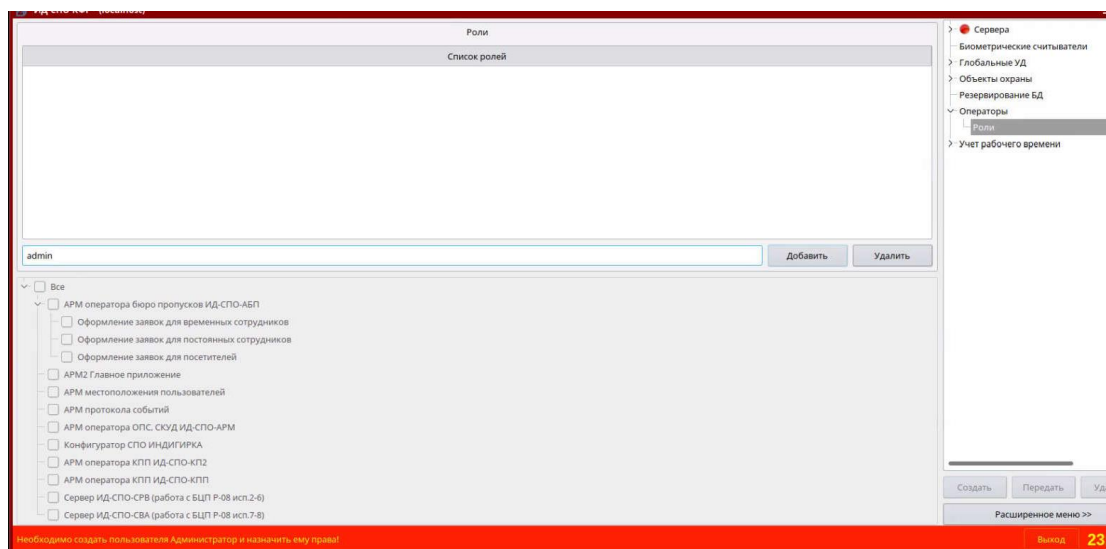 ИД-СПО-КФГ - (localhost)
Роли
Список ролей
admin
Добавить
Удалить
Все
АРМ оператора бюро пропусков ИД-СПО-АБП
Оформление заявок для временных сотрудников
Оформление заявок для постоянных сотрудников
Оформление заявок для посетителей
АРМ2 Главное приложение
АРМ местоположения пользователей
АРМ протокола событий
АРМ оператора ОПС. СКУД ИД-СПО-АРМ
Конфигуратор СПО ИНДИГИРКА
АРМ оператора КПП ИД-СПО-КП2
АРМ оператора КПП ИД-СПО-КПП
Сервер ИД-СПО-СРВ (работа с БЦП Р-08 исп.2-6)
Сервер ИД-СПО-СВА (работа с БЦП Р-08 исп.7-8)
Сервера
Биометрические считыватели
Глобальные УД
Объекты охраны
Резервирование БД
Операторы
Роли
Учет рабочего времени
Создать
Передать
Уд
Расширенное меню >>
Необходимо создать пользователя Администратор и назначить ему права!
Выход
23